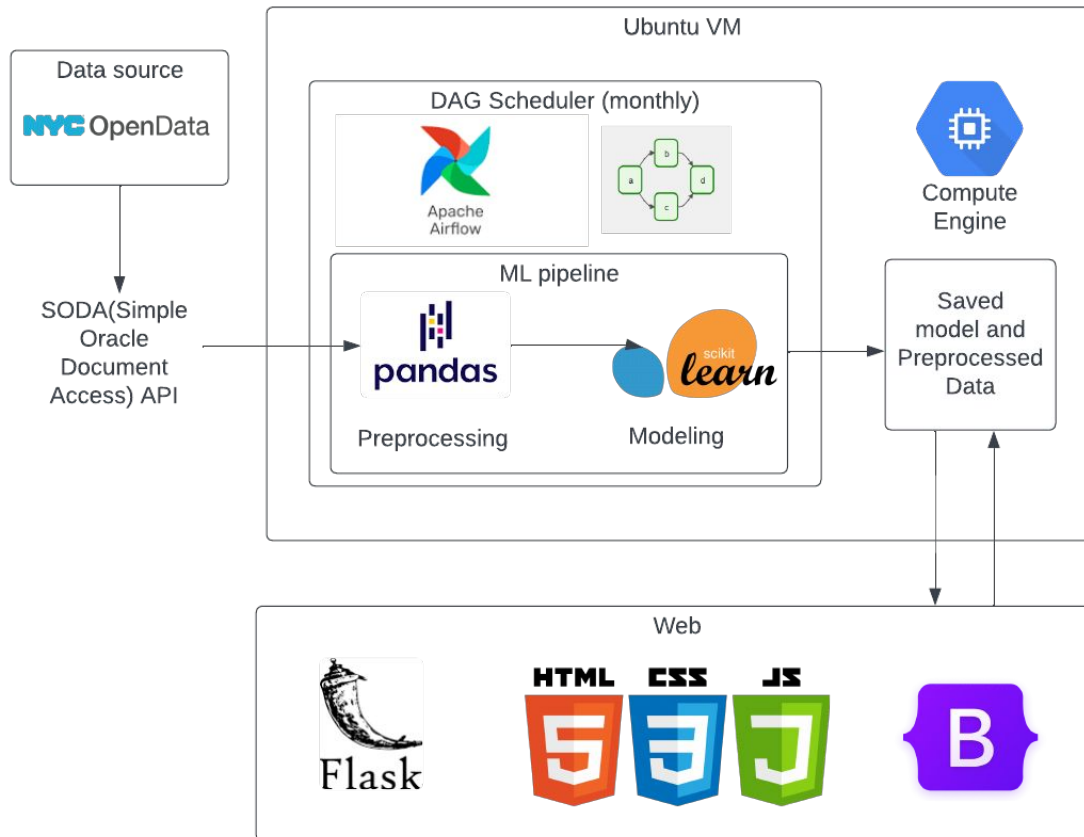 Ubuntu VM
Data source
NYC OpenData
DAG Scheduler (monthly)
Apache
Airflow
a
b
c
d
Compute
Engine
SODA(Simple
Oracle
Document
Access) API
ML pipeline
pandas
scikit
learn
Preprocessing
Modeling
Saved
model and
Preprocessed
Data
Web
Flask
HTML
5
CSS
3
JS
B